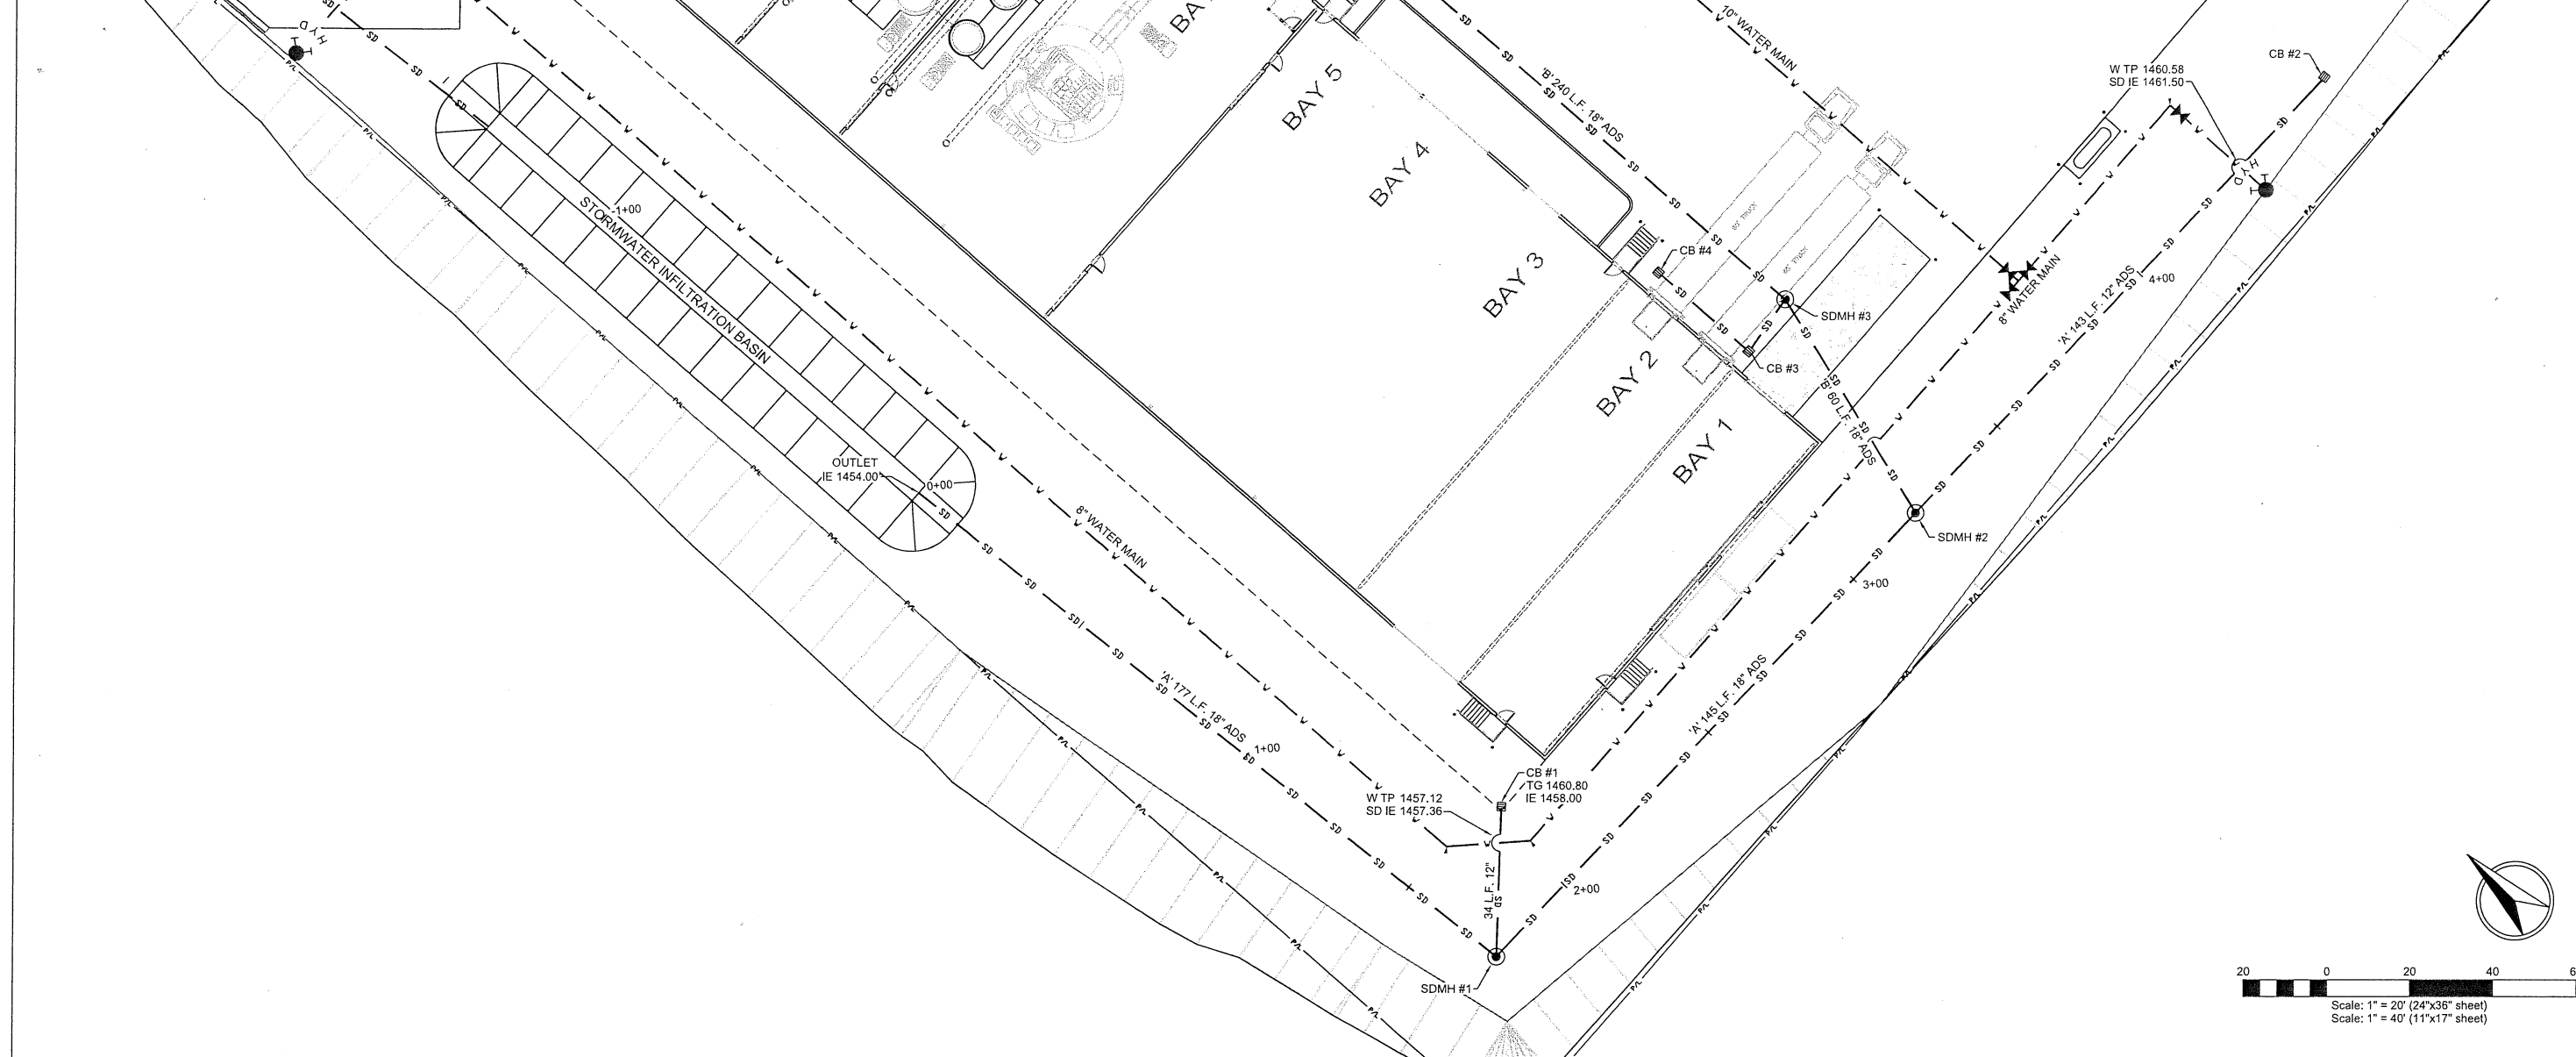 HYD
10" WATER MAIN
CB #2
W TP 1460.58
SD IE 1461.50
HYD
BAY 5
'B' 240 L.F. 18" ADS
BAY 4
65' TRUCK
65' TRUCK
CB #4
-1+00
STORMWATER INFILTRATION BASIN
BAY 3
SDMH #3
8" WATER MAIN
4+00
'A' 143 L.F. 12" ADS
CB #3
BAY 2
'B' 60 L.F. 18" ADS
BAY 1
OUTLET
IE 1454.00
0+00
8" WATER MAIN
SDMH #2
3+00
'A' 177 L.F. 18" ADS
1+00
'A' 145 L.F. 18" ADS
CB #1
TG 1460.80
IE 1458.00
W TP 1457.12
SD IE 1457.36
34 L.F. 12"
2+00
SDMH #1
20 0 20 40
Scale: 1" = 20' (24"x36" sheet)
Scale: 1" = 40' (11"x17" sheet)